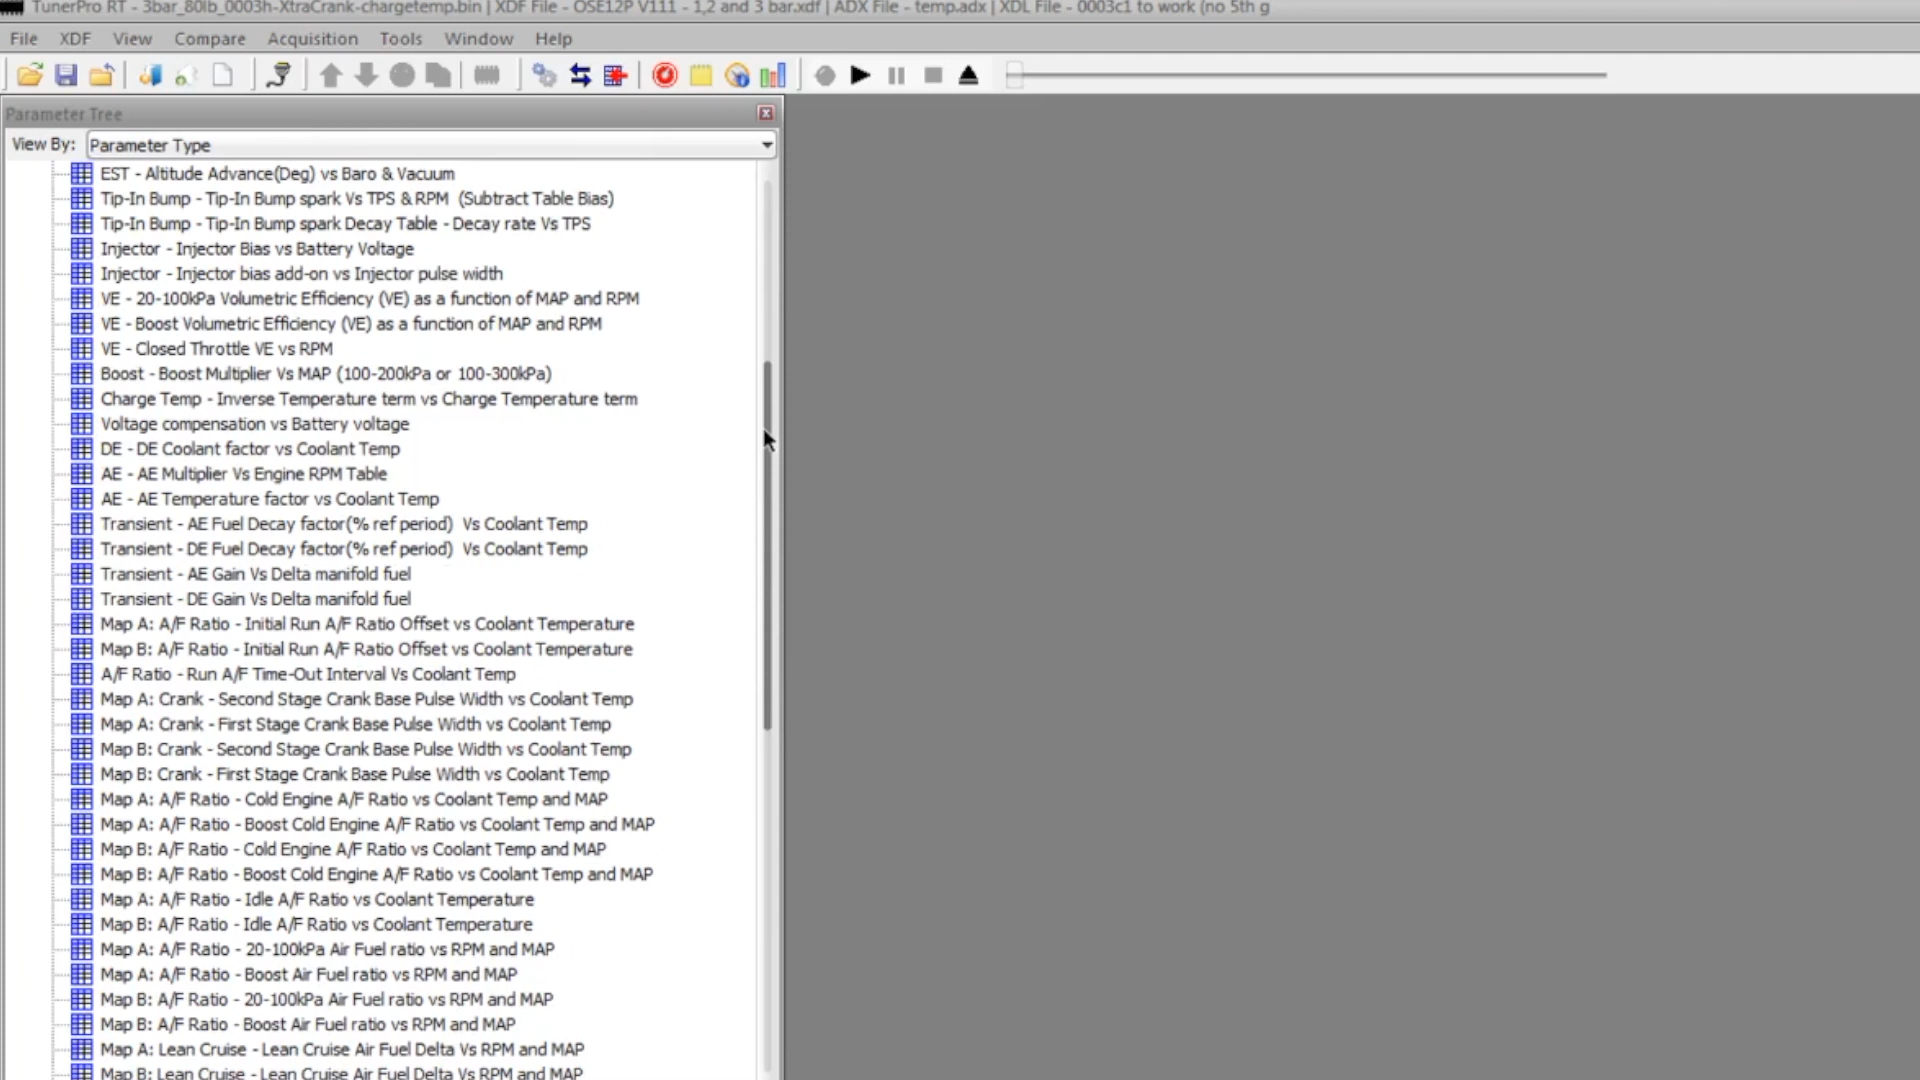 TunerPro RT - 3bar_80lb_0003h-XtraCrank-chargetemp.bin | XDF File - OSE12P V111 - 1,2 and 3 bar.xdf | ADX File - temp.adx | XDL File - 0003c1 to work (no 5th g
File XDF View Compare Acquisition Tools Window Help
Parameter Tree
View By: Parameter Type
EST - Altitude Advance(Deg) vs Baro & Vacuum
Tip-In Bump - Tip-In Bump spark Vs TPS & RPM (Subtract Table Bias)
Tip-In Bump - Tip-In Bump spark Decay Table - Decay rate Vs TPS
Injector - Injector Bias vs Battery Voltage
Injector - Injector bias add-on vs Injector pulse width
VE - 20-100kPa Volumetric Efficiency (VE) as a function of MAP and RPM
VE - Boost Volumetric Efficiency (VE) as a function of MAP and RPM
VE - Closed Throttle VE vs RPM
Boost - Boost Multiplier Vs MAP (100-200kPa or 100-300kPa)
Charge Temp - Inverse Temperature term vs Charge Temperature term
Voltage compensation vs Battery voltage
DE - DE Coolant factor vs Coolant Temp
AE - AE Multiplier Vs Engine RPM Table
AE - AE Temperature factor vs Coolant Temp
Transient - AE Fuel Decay factor(% ref period) Vs Coolant Temp
Transient - DE Fuel Decay factor(% ref period) Vs Coolant Temp
Transient - AE Gain Vs Delta manifold fuel
Transient - DE Gain Vs Delta manifold fuel
Map A: A/F Ratio - Initial Run A/F Ratio Offset vs Coolant Temperature
Map B: A/F Ratio - Initial Run A/F Ratio Offset vs Coolant Temperature
A/F Ratio - Run A/F Time-Out Interval Vs Coolant Temp
Map A: Crank - Second Stage Crank Base Pulse Width vs Coolant Temp
Map A: Crank - First Stage Crank Base Pulse Width vs Coolant Temp
Map B: Crank - Second Stage Crank Base Pulse Width vs Coolant Temp
Map B: Crank - First Stage Crank Base Pulse Width vs Coolant Temp
Map A: A/F Ratio - Cold Engine A/F Ratio vs Coolant Temp and MAP
Map A: A/F Ratio - Boost Cold Engine A/F Ratio vs Coolant Temp and MAP
Map B: A/F Ratio - Cold Engine A/F Ratio vs Coolant Temp and MAP
Map B: A/F Ratio - Boost Cold Engine A/F Ratio vs Coolant Temp and MAP
Map A: A/F Ratio - Idle A/F Ratio vs Coolant Temperature
Map B: A/F Ratio - Idle A/F Ratio vs Coolant Temperature
Map A: A/F Ratio - 20-100kPa Air Fuel ratio vs RPM and MAP
Map A: A/F Ratio - Boost Air Fuel ratio vs RPM and MAP
Map B: A/F Ratio - 20-100kPa Air Fuel ratio vs RPM and MAP
Map B: A/F Ratio - Boost Air Fuel ratio vs RPM and MAP
Map A: Lean Cruise - Lean Cruise Air Fuel Delta Vs RPM and MAP
Map B: Lean Cruise - Lean Cruise Air Fuel Delta Vs RPM and MAP